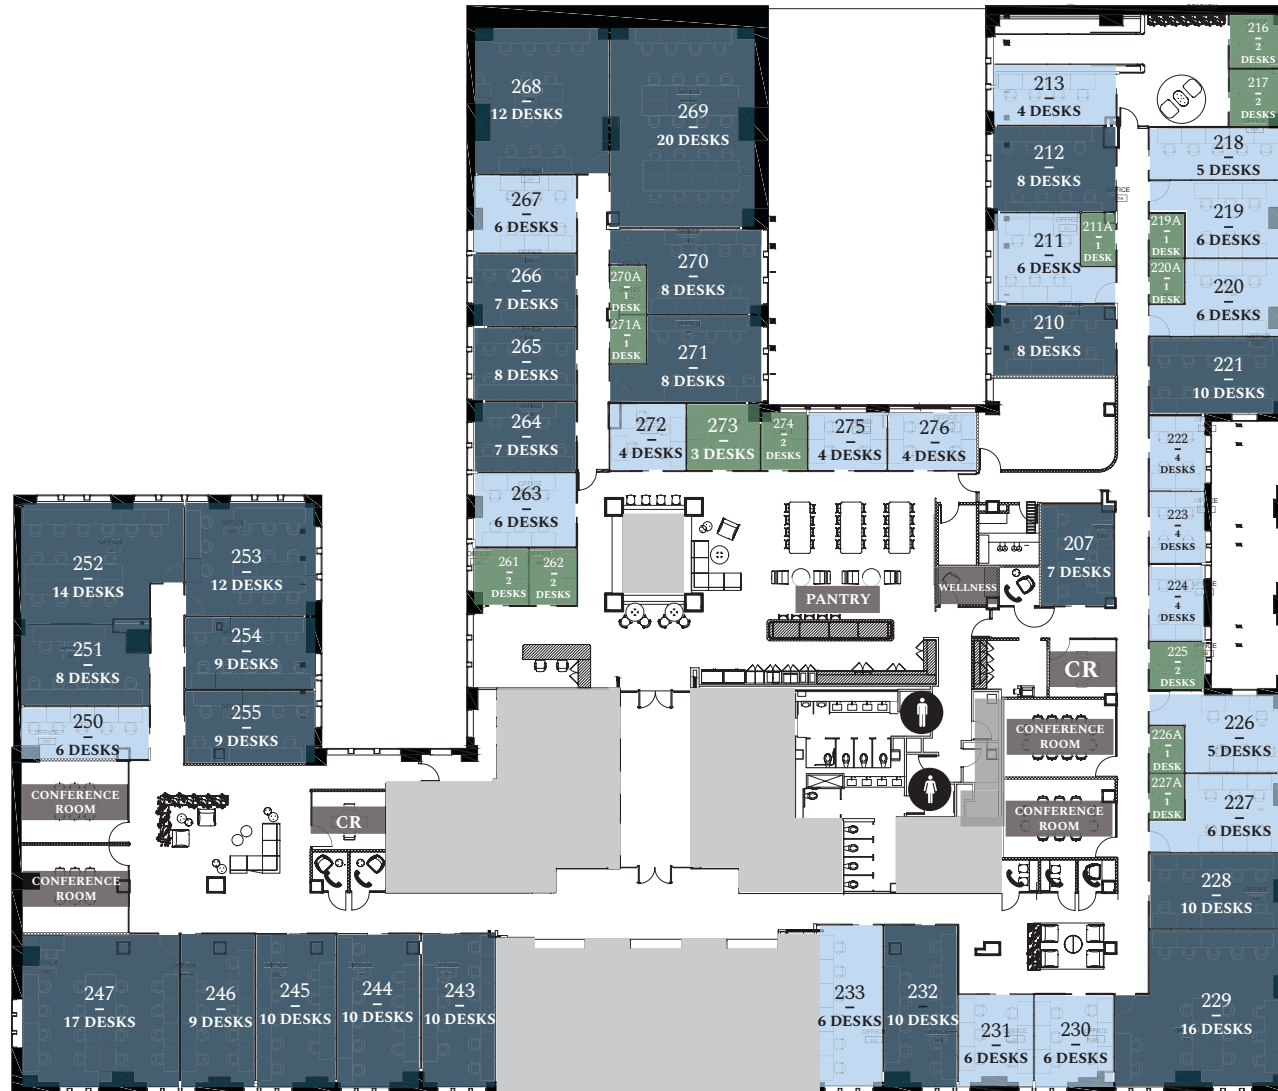 216
2
DESKS
217
2
DESKS
213
4 DESKS
212
8 DESKS
211
6 DESKS
211A
1
DESK
210
8 DESKS
218
5 DESKS
219
6 DESKS
219A
1
DESK
220A
1
DESK
220
6 DESKS
221
10 DESKS
222
4
DESKS
223
4
DESKS
224
4
DESKS
225
2
DESKS
226
5 DESKS
226A
1
DESK
227A
1
DESK
227
6 DESKS
228
10 DESKS
229
16 DESKS
230
6 DESKS
231
6 DESKS
232
10 DESKS
233
6 DESKS
268
12 DESKS
269
20 DESKS
267
6 DESKS
266
7 DESKS
265
8 DESKS
264
7 DESKS
263
6 DESKS
261
2
DESKS
262
2
DESKS
270
8 DESKS
270A
1
DESK
271A
1
DESK
271
8 DESKS
272
4 DESKS
273
3 DESKS
274
2
DESKS
275
4 DESKS
276
4 DESKS
207
7 DESKS
WELLNESS
PANTRY
CR
CONFERENCE
ROOM
CONFERENCE
ROOM
252
14 DESKS
253
12 DESKS
251
8 DESKS
254
9 DESKS
250
6 DESKS
255
9 DESKS
CONFERENCE
ROOM
CR
CONFERENCE
ROOM
247
17 DESKS
246
9 DESKS
245
10 DESKS
244
10 DESKS
243
10 DESKS